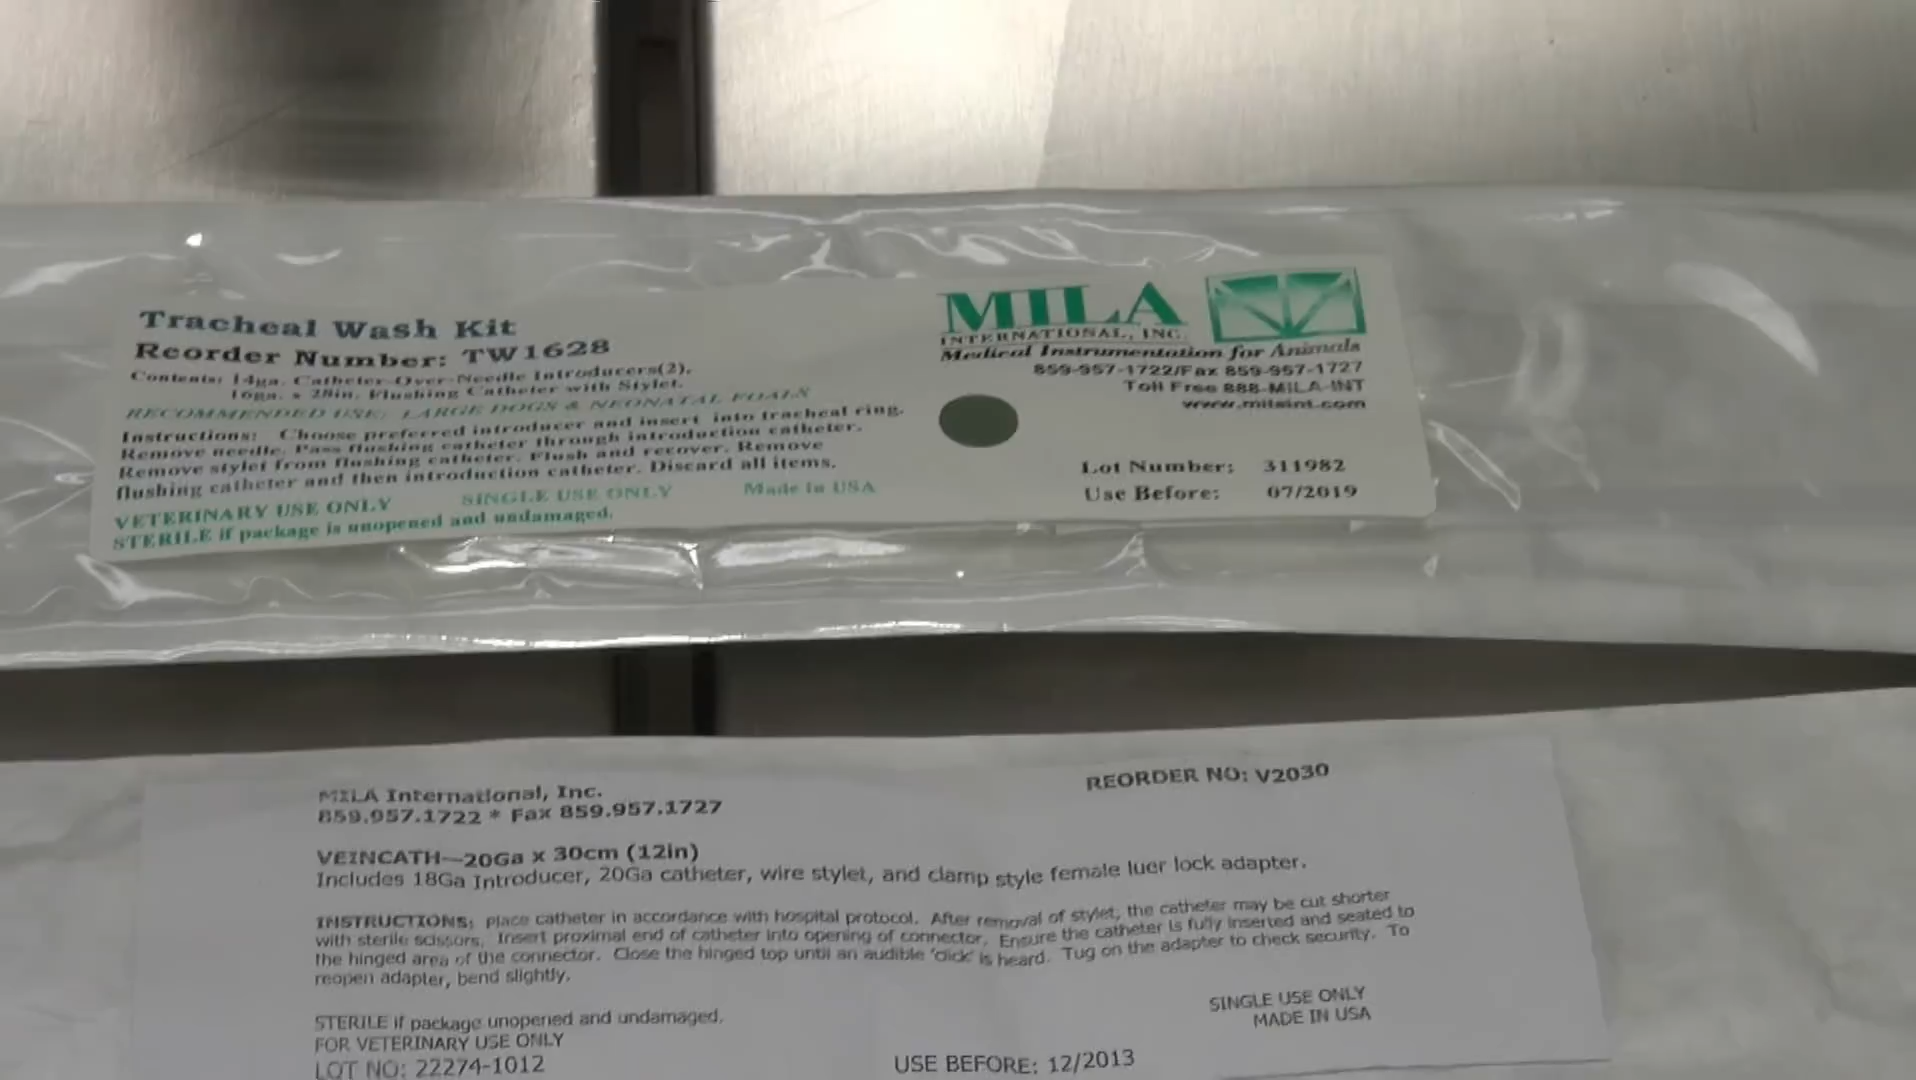 Tracheal Wash Kit
Reorder Number: TW1628
Contents: 14ga. Catheter-Over-Needle Introducers(2),
16ga. x 28in. Flushing Catheter with Stylet.
RECOMMENDED USE: LARGE DOGS & NEONATAL FOALS
Instructions: Choose preferred introducer and insert into tracheal ring.
Remove needle. Pass flushing catheter through introduction catheter.
Remove stylet from flushing catheter. Flush and recover. Remove
flushing catheter and then introduction catheter. Discard all items.
VETERINARY USE ONLY SINGLE USE ONLY Made in USA
STERILE if package is unopened and undamaged.
MILA
INTERNATIONAL, INC.
Medical Instrumentation for Animals
859-957-1722/Fax 859-957-1727
Toll Free 888-MILA-INT
www.milaint.com
Lot Number: 311982
Use Before: 07/2019
MILA International, Inc.
859.957.1722 * Fax 859.957.1727
REORDER NO: V2030
VEINCATH—20Ga x 30cm (12in)
Includes 18Ga Introducer, 20Ga catheter, wire stylet, and clamp style female luer lock adapter.
INSTRUCTIONS: Place catheter in accordance with hospital protocol. After removal of stylet, the catheter may be cut shorter
with sterile scissors. Insert proximal end of catheter into opening of connector. Ensure the catheter is fully inserted and seated to
the hinged area of the connector. Close the hinged top until an audible 'click' is heard. Tug on the adapter to check security. To
reopen adapter, bend slightly.
STERILE if package unopened and undamaged.
FOR VETERINARY USE ONLY
LOT NO: 22274-1012
SINGLE USE ONLY
MADE IN USA
USE BEFORE: 12/2013